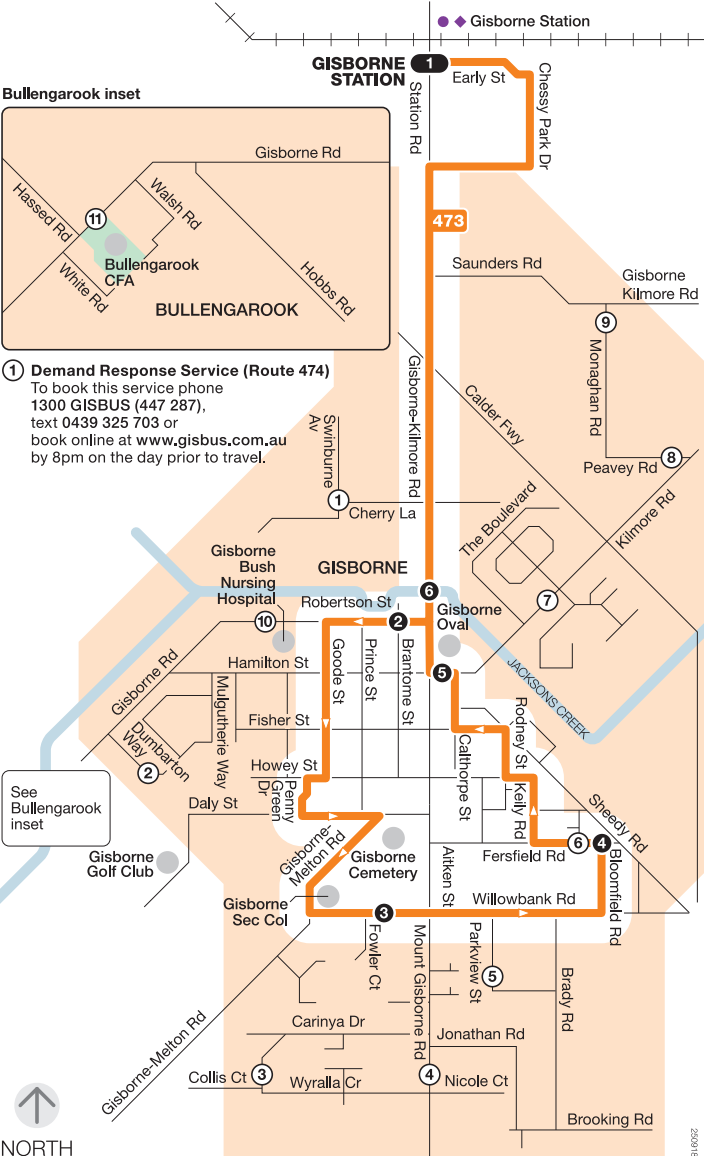 Gisborne Station
GISBORNE
STATION
1
Early St
Chessy Park Dr
Station Rd
473
Bullengarook inset
Gisborne Rd
Hassed Rd
11
Walsh Rd
Bullengarook
CFA
White Rd
Hobbs Rd
BULLENGAROOK
Saunders Rd
Gisborne
Kilmore Rd
9
Monaghan Rd
8
Peavey Rd
1 Demand Response Service (Route 474)
To book this service phone
1300 GISBUS (447 287),
text 0439 325 703 or
book online at www.gisbus.com.au
by 8pm on the day prior to travel.
Gisborne-Kilmore Rd
Calder Fwy
Swinburne
Av
1
Cherry La
The Boulevard
Kilmore Rd
7
Gisborne
Bush
Nursing
Hospital
GISBORNE
6
Robertson St
2
Gisborne
Oval
10
5
Gisborne Rd
Hamilton St
Goode St
Prince St
Brantome St
JACKSONS CREEK
Mulgutherie Way
Fisher St
Dumbarton
Way
2
Rodney St
Calthorpe St
Howey St
Penny
Green
Dr
Keily Rd
Sheedy Rd
See
Bullengarook
inset
Daly St
Gisborne-
Melton Rd
Gisborne
Cemetery
Aitken St
Fersfield Rd
6
4
Bloomfield Rd
Gisborne
Golf Club
Gisborne
Sec Col
3
Willowbank Rd
Fowler Ct
Mount Gisborne Rd
Parkview St
5
Brady Rd
Gisborne-Melton Rd
Carinya Dr
Jonathan Rd
Collis Ct
3
Wyralla Cr
4
Nicole Ct
Brooking Rd
NORTH
250918